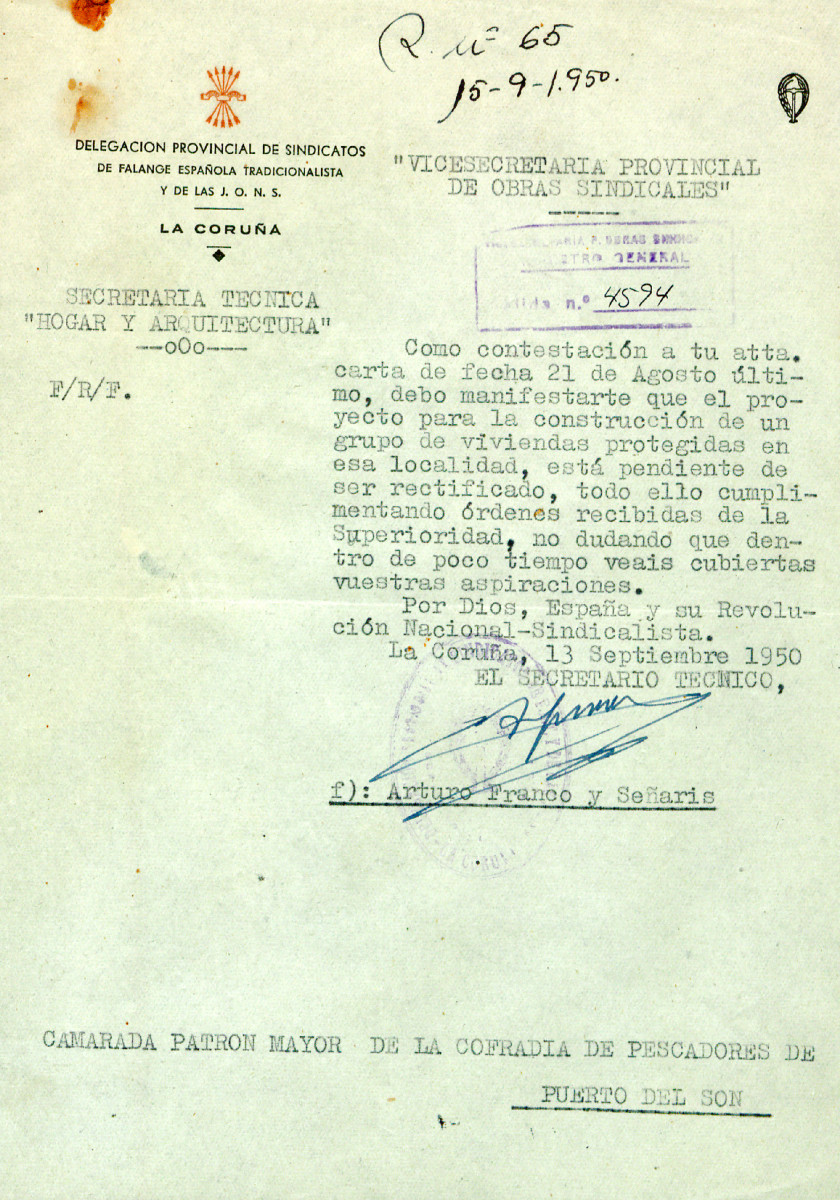 R. nº 65
15-9-1.950.
DELEGACION PROVINCIAL DE SINDICATOS
DE FALANGE ESPAÑOLA TRADICIONALISTA
Y DE LAS J. O. N. S.
LA CORUÑA
"VICESECRETARIA PROVINCIAL
DE OBRAS SINDICALES"
P. OBRAS
GENERAL
n.º 4594
SECRETARIA TECNICA
"HOGAR Y ARQUITECTURA"
--oOo---
F/R/F.
Como contestación a tu atta.
carta de fecha 21 de Agosto últi-
mo, debo manifestarte que el pro-
yecto para la construcción de un
grupo de viviendas protegidas en
esa localidad, está pendiente de
ser rectificado, todo ello cumpli-
mentando órdenes recibidas de la
Superioridad, no dudando que den-
tro de poco tiempo veais cubiertas
vuestras aspiraciones.
Por Dios, España y su Revolu-
ción Nacional-Sindicalista.
La Coruña, 13 Septiembre 1950
EL SECRETARIO TECNICO,
f): Arturo Franco y Señaris
CAMARADA PATRON MAYOR DE LA COFRADIA DE PESCADORES DE
PUERTO DEL SON